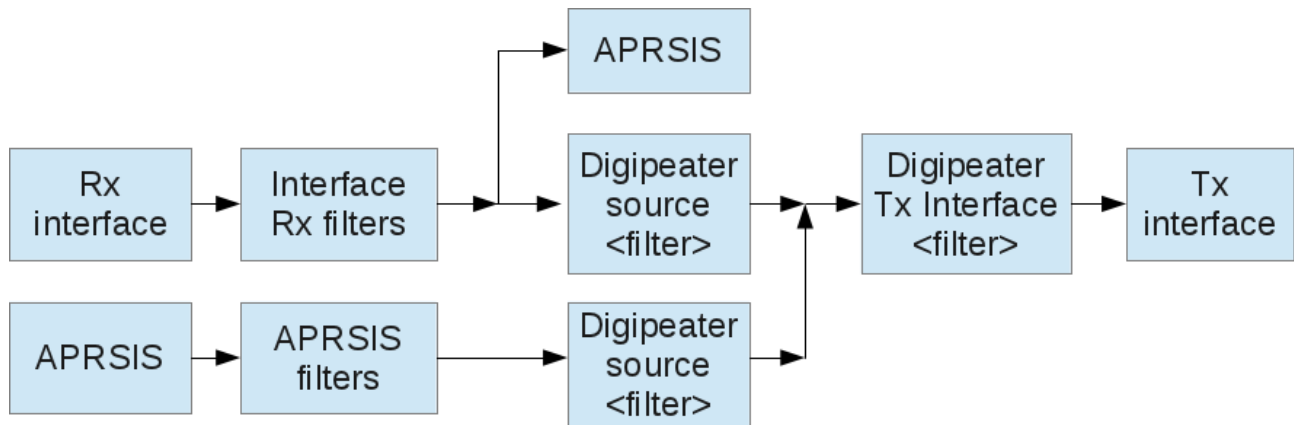 APRSIS
Rx
interface
Interface
Rx filters
Digipeater
source
<filter>
Digipeater
Tx Interface
<filter>
Tx
interface
APRSIS
APRSIS
filters
Digipeater
source
<filter>